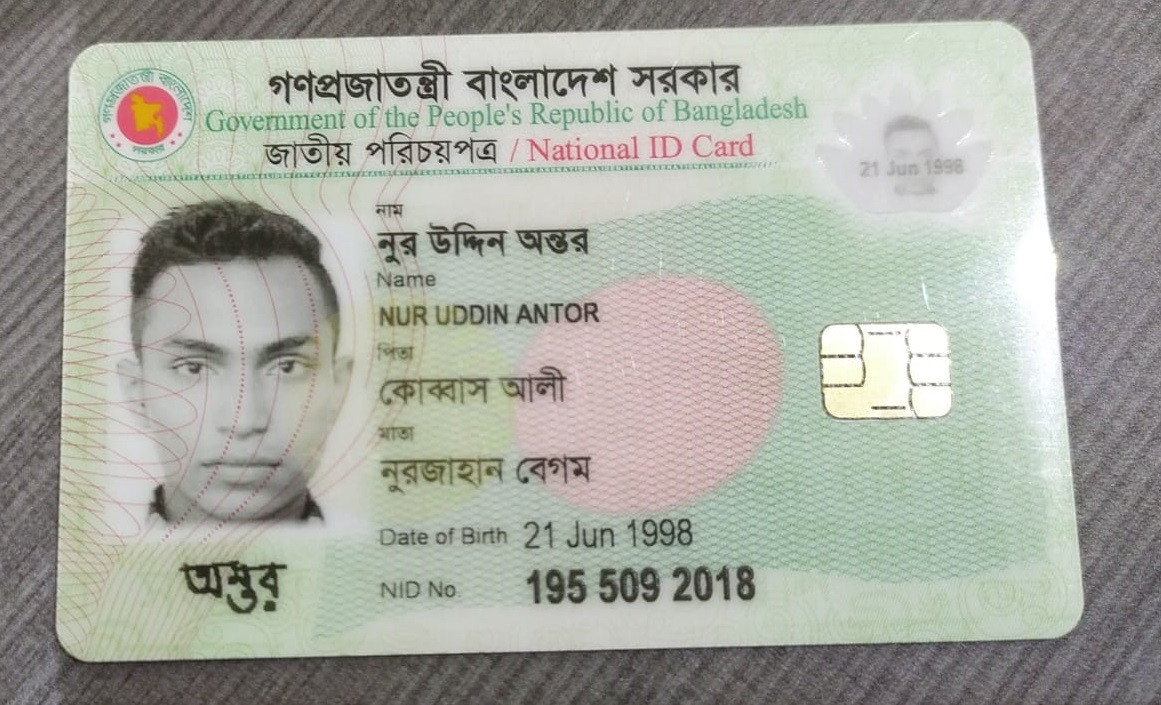 গণপ্রজাতন্ত্রী বাংলাদেশ সরকার
Government of the People's Republic of Bangladesh
জাতীয় পরিচয়পত্র / National ID Card
21 Jun 1998
নাম
নুর উদ্দিন অন্তর
Name
NUR UDDIN ANTOR
পিতা
কোব্বাস আলী
মাতা
নুরজাহান বেগম
Date of Birth 21 Jun 1998
NID No. 195 509 2018